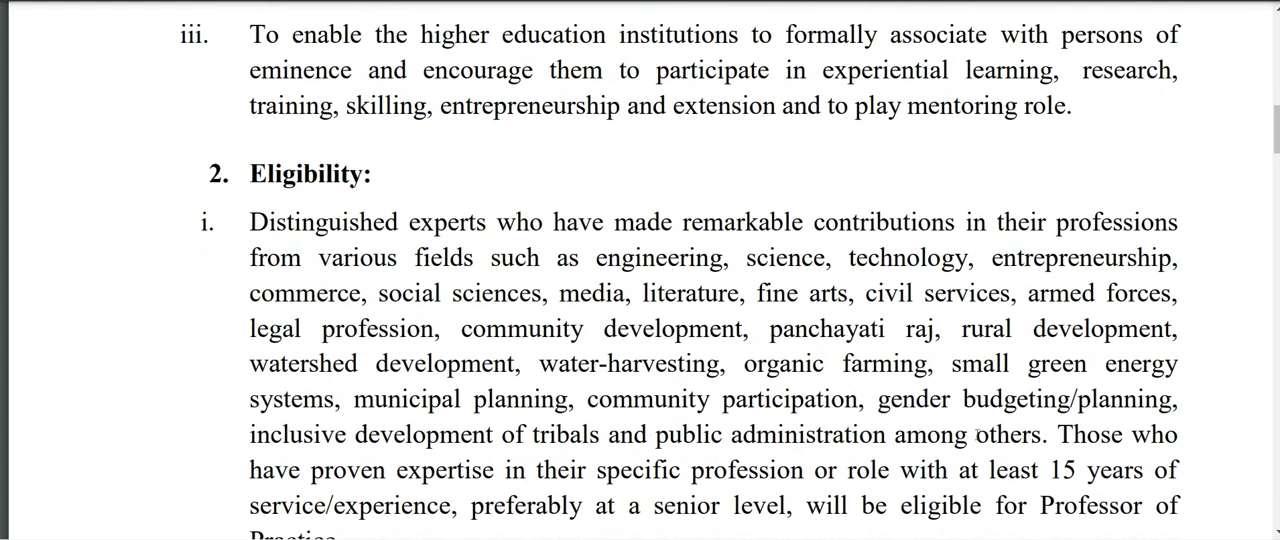 iii. To enable the higher education institutions to formally associate with persons of
eminence and encourage them to participate in experiential learning, research,
training, skilling, entrepreneurship and extension and to play mentoring role.
2. Eligibility:
i. Distinguished experts who have made remarkable contributions in their professions
from various fields such as engineering, science, technology, entrepreneurship,
commerce, social sciences, media, literature, fine arts, civil services, armed forces,
legal profession, community development, panchayati raj, rural development,
watershed development, water-harvesting, organic farming, small green energy
systems, municipal planning, community participation, gender budgeting/planning,
inclusive development of tribals and public administration among others. Those who
have proven expertise in their specific profession or role with at least 15 years of
service/experience, preferably at a senior level, will be eligible for Professor of